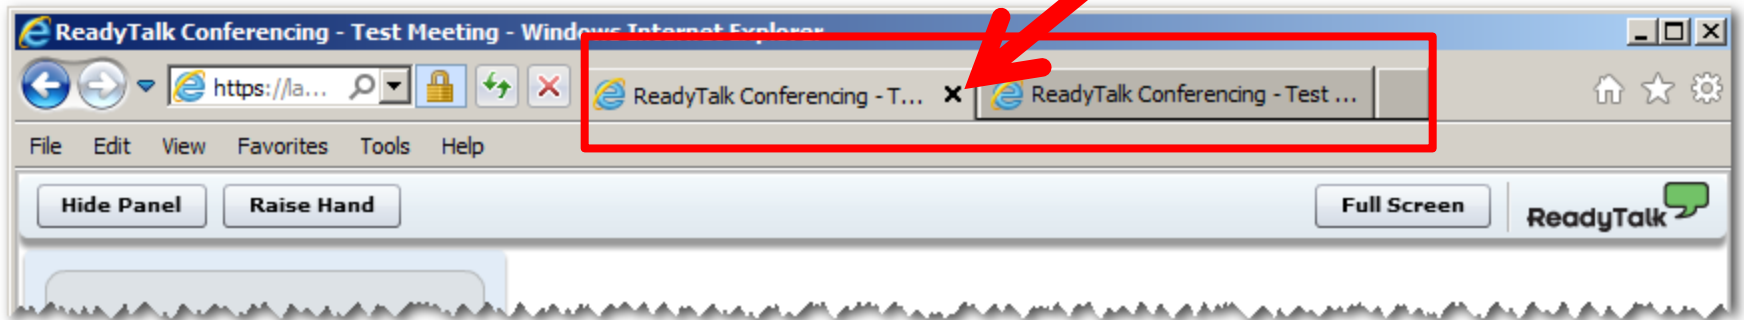 ReadyTalk Conferencing - Test Meeting - Windows Internet Explorer
https://la...
ReadyTalk Conferencing - T...
ReadyTalk Conferencing - Test ...
File Edit View Favorites Tools Help
Hide Panel Raise Hand Full Screen ReadyTalk